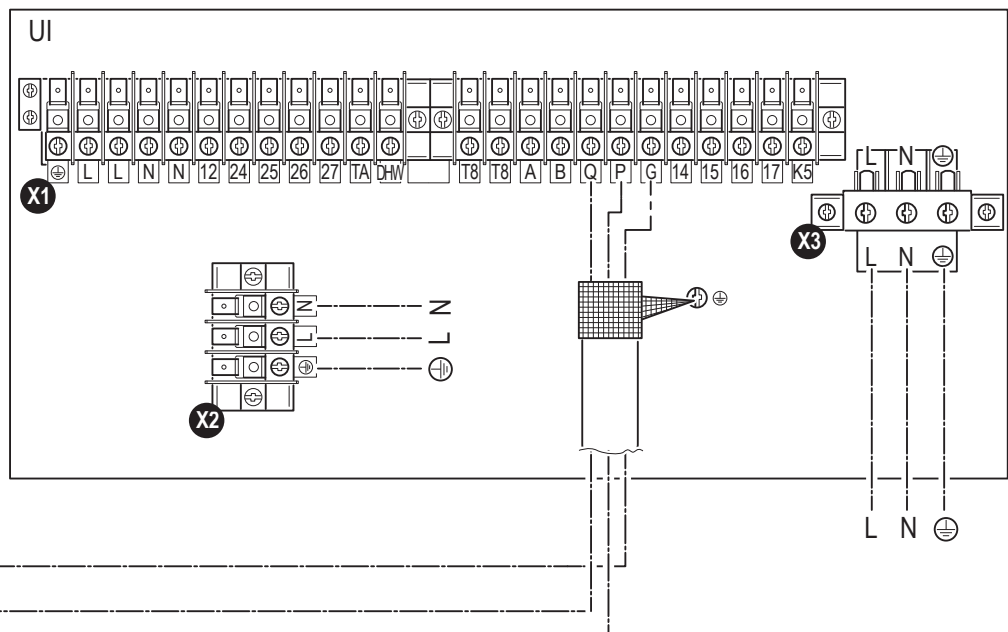 UI
⏚ L L N N 12 24 25 26 27 TA DHW T8 T8 A B Q P G 14 15 16 17 K5
X1
L N ⏚
X3
L N ⏚
N N
L L
⏚ ⏚
X2
⏚
L N ⏚